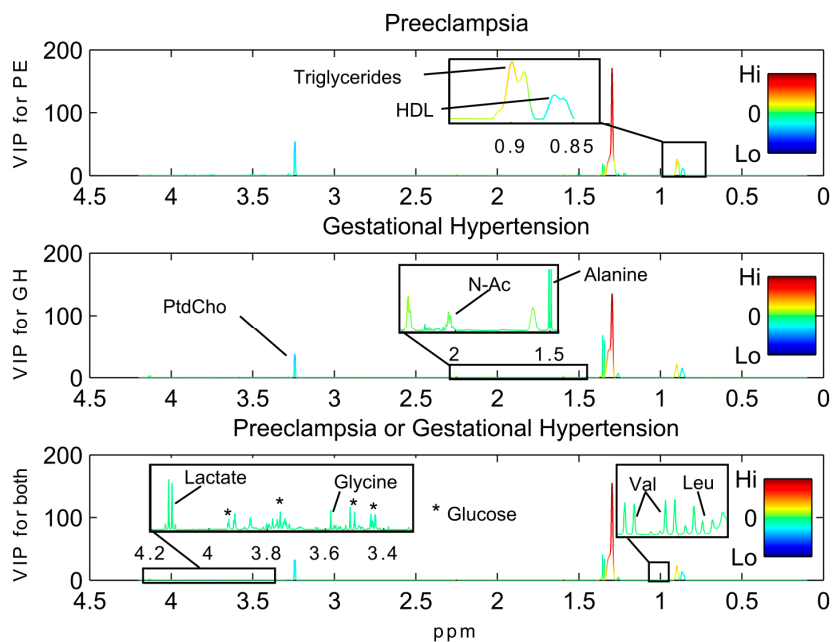 Preeclampsia
VIP for PE
200
100
0
Triglycerides
HDL
0.9 0.85
Hi
0
Lo
4.5 4 3.5 3 2.5 2 1.5 1 0.5 0
Gestational Hypertension
VIP for GH
200
100
0
PtdCho
N-Ac
Alanine
2 1.5
Hi
0
Lo
4.5 4 3.5 3 2.5 2 1.5 1 0.5 0
Preeclampsia or Gestational Hypertension
VIP for both
200
100
0
Lactate
* * Glycine * *
4.2 4 3.8 3.6 3.4
* Glucose
Val Leu
Hi
0
Lo
4.5 4 3.5 3 2.5 2 1.5 1 0.5 0
ppm